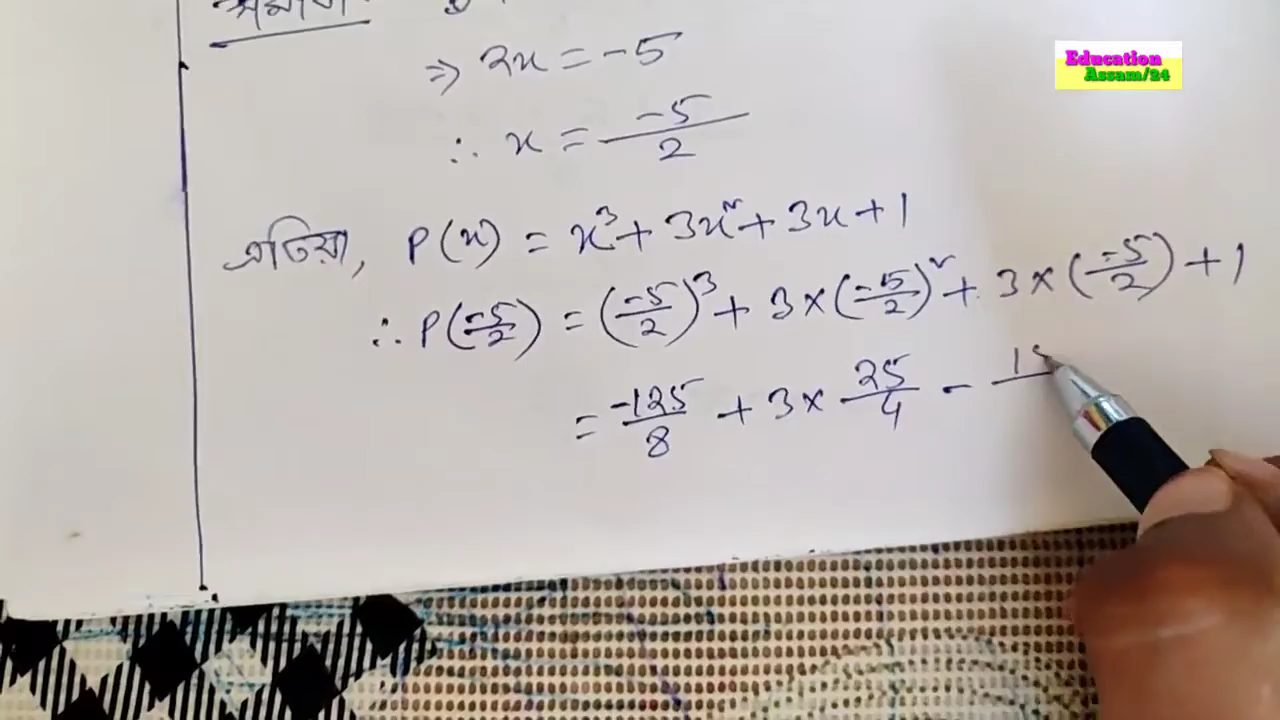 Education
Assam/24
⇒ 2x = -5
∴ x = -5/2
এতিয়া, P(x) = x³ + 3x² + 3x + 1
∴ P(-5/2) = (-5/2)³ + 3 × (-5/2)² + 3 × (-5/2) + 1
= -125/8 + 3 × 25/4 -